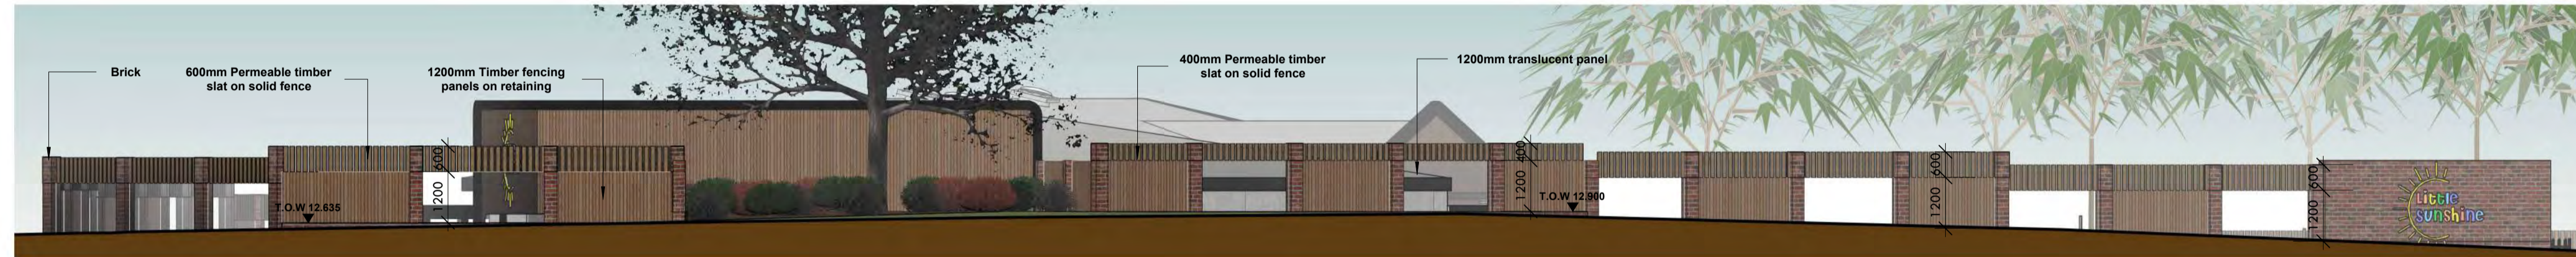 Brick
600mm Permeable timber
slat on solid fence
1200mm Timber fencing
panels on retaining
400mm Permeable timber
slat on solid fence
1200mm translucent panel
600
1200
T.O.W 12.635
400
1200
T.O.W 12.900
600
1200
600
1200
Little
sunshine